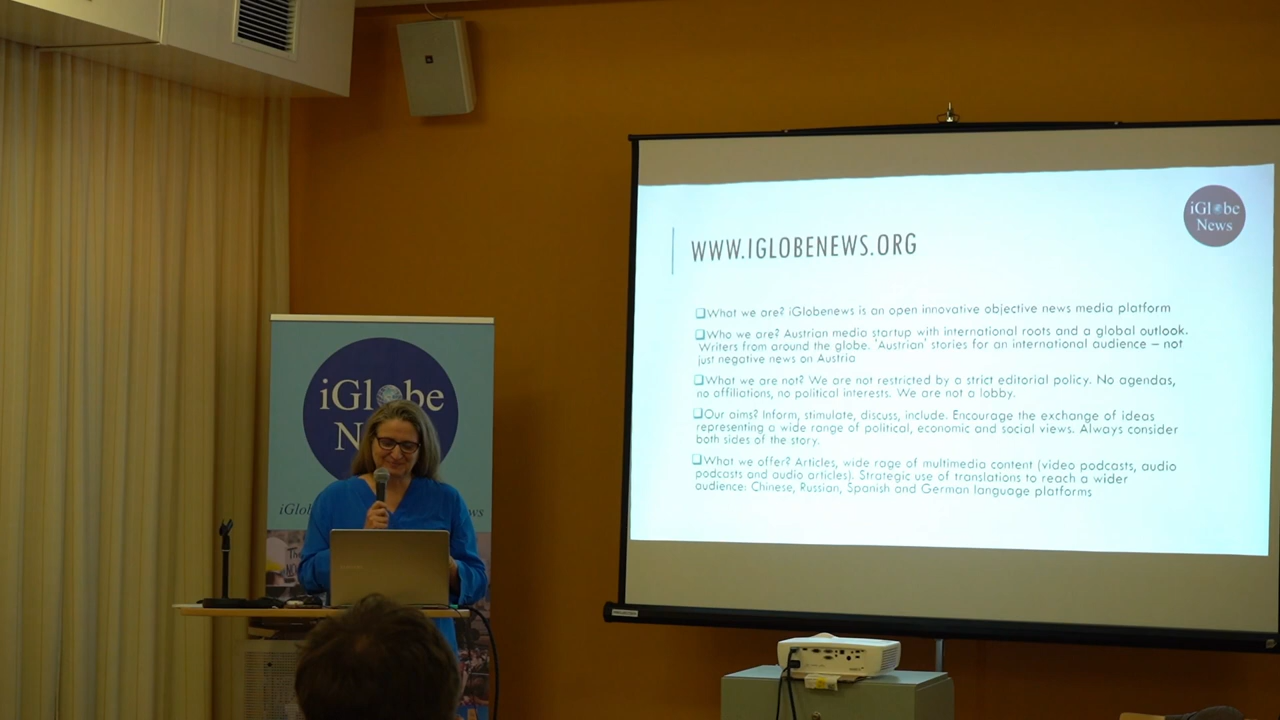 iGlobe
News
WWW.IGLOBENEWS.ORG
❑What we are? iGlobenews is an open innovative objective news media platform
❑Who we are? Austrian media startup with international roots and a global outlook.
Writers from around the globe. 'Austrian' stories for an international audience – not
just negative news on Austria
❑What we are not? We are not restricted by a strict editorial policy. No agendas,
no affiliations, no political interests. We are not a lobby.
❑Our aims? Inform, stimulate, discuss, include. Encourage the exchange of ideas
representing a wide range of political, economic and social views. Always consider
both sides of the story.
❑What we offer? Articles, wide rage of multimedia content (video podcasts, audio
podcasts and audio articles). Strategic use of translations to reach a wider
audience: Chinese, Russian, Spanish and German language platforms
iGlobe